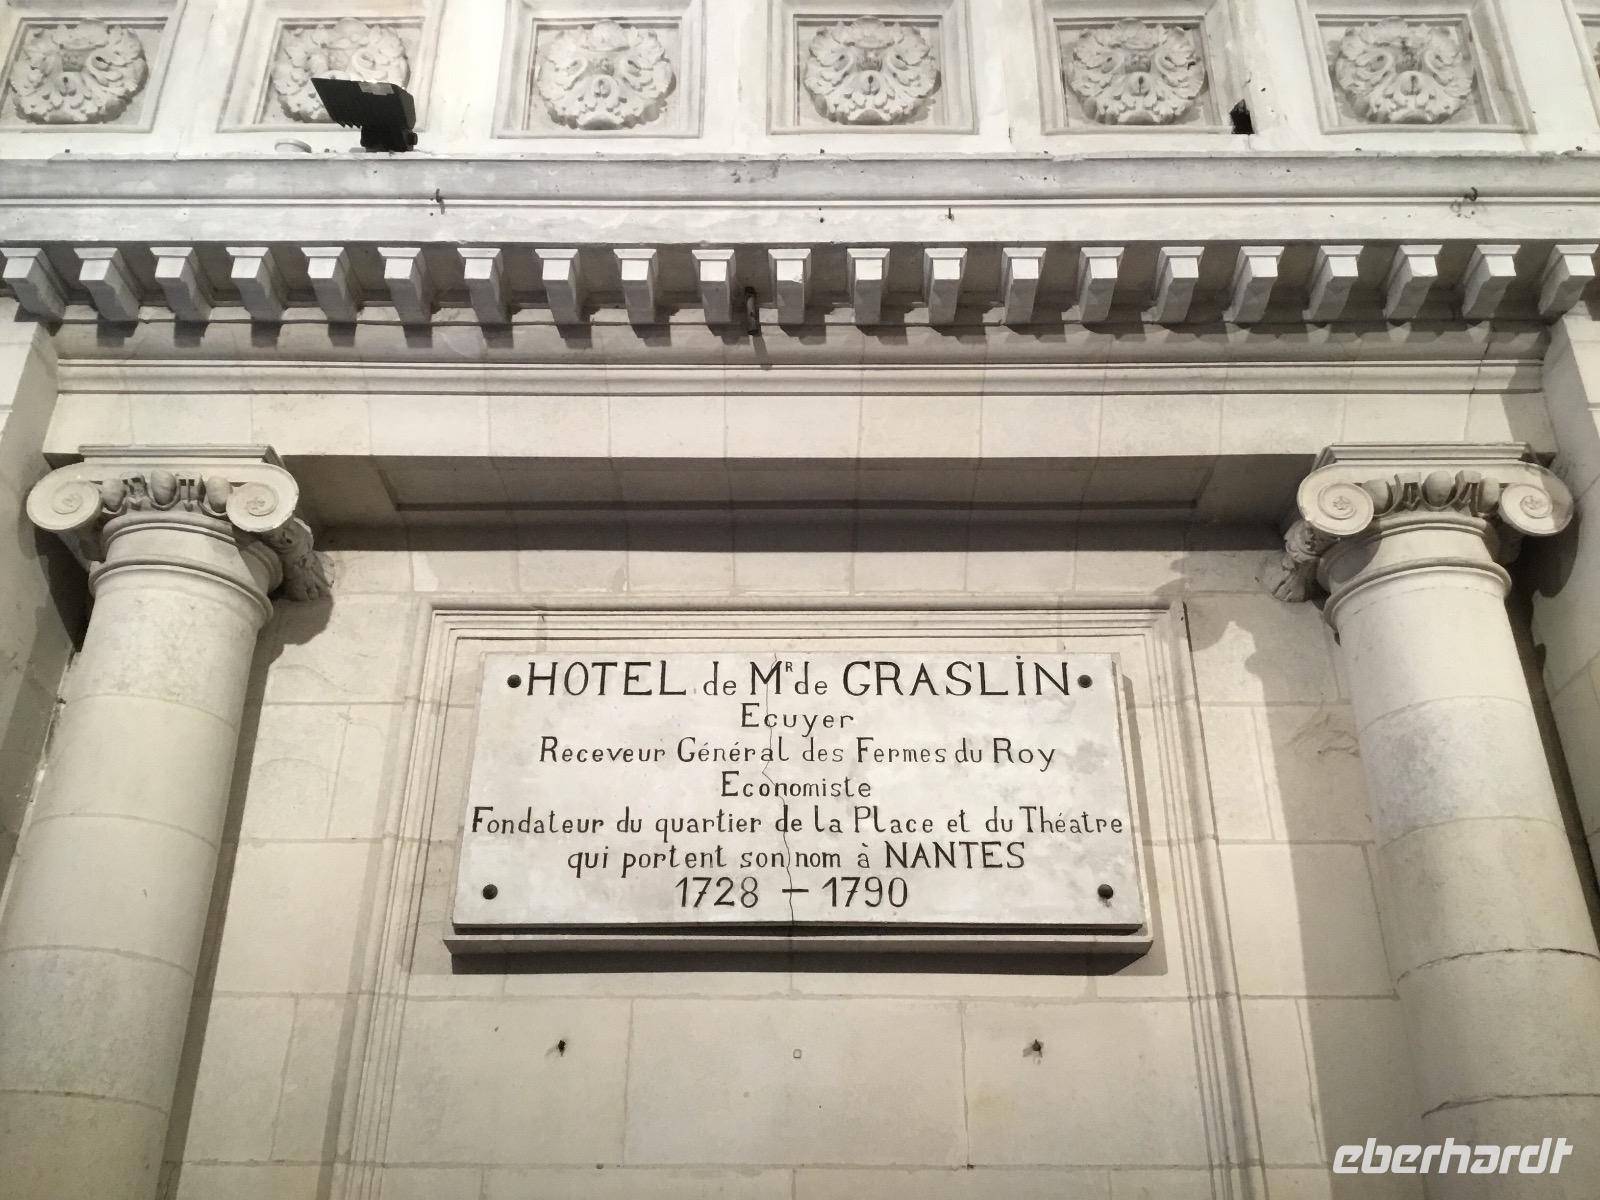 •HOTEL de Mʀ de GRASLIN•
Ecuyer
Receveur Général des Fermes du Roy
Economiste
Fondateur du quartier de la Place et du Théatre
qui portent son nom à NANTES
1728 – 1790
eberhardt